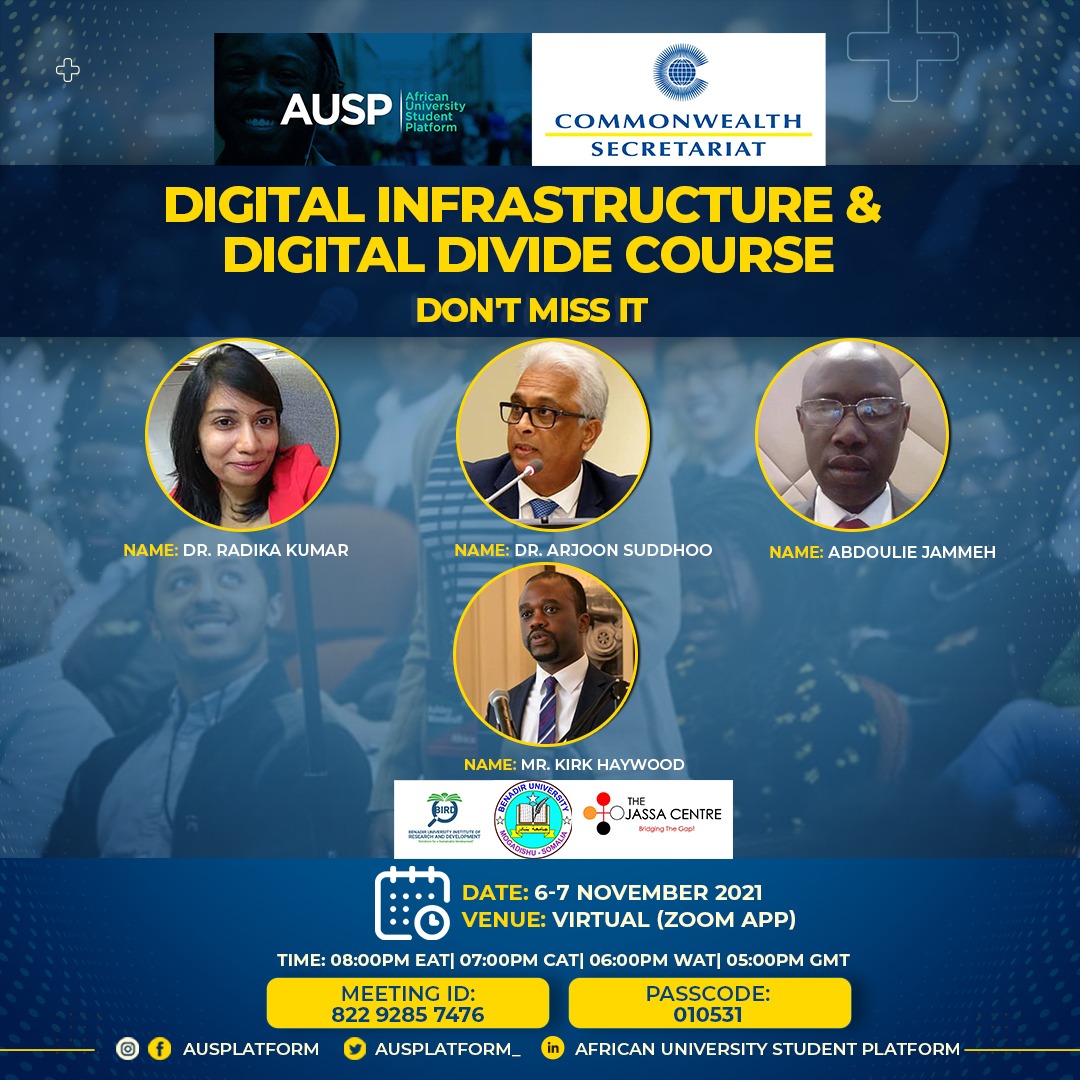 AUSP
African
University
Student
Platform
COMMONWEALTH
SECRETARIAT
DIGITAL INFRASTRUCTURE &
DIGITAL DIVIDE COURSE
DON'T MISS IT
NAME: DR. RADIKA KUMAR
NAME: DR. ARJOON SUDDHOO
NAME: ABDOULIE JAMMEH
NAME: MR. KIRK HAYWOOD
BIRD
BENADIR UNIVERSITY INSTITUTE OF
RESEARCH AND DEVELOPMENT
BENADIR UNIVERSITY
MOGADISHU - SOMALIA
THE
JASSA CENTRE
Bridging The Gap!
DATE: 6-7 NOVEMBER 2021
VENUE: VIRTUAL (ZOOM APP)
TIME: 08:00PM EAT| 07:00PM CAT| 06:00PM WAT| 05:00PM GMT
MEETING ID:
822 9285 7476
PASSCODE:
010531
AUSPLATFORM
AUSPLATFORM_
in
AFRICAN UNIVERSITY STUDENT PLATFORM